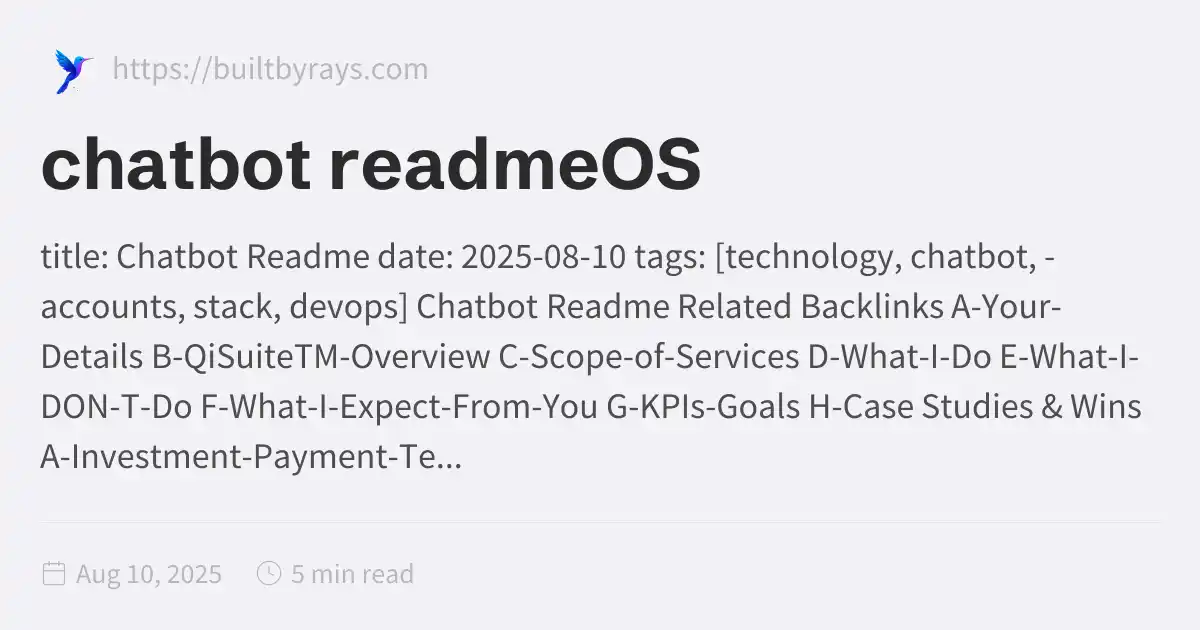 https://builtbyrays.com
chatbot readmeOS
title: Chatbot Readme date: 2025-08-10 tags: [technology, chatbot, -
accounts, stack, devops] Chatbot Readme Related Backlinks A-Your-
Details B-QiSuiteTM-Overview C-Scope-of-Services D-What-I-Do E-What-I-
DON-T-Do F-What-I-Expect-From-You G-KPIs-Goals H-Case Studies & Wins
A-Investment-Payment-Te...
Aug 10, 2025 5 min read